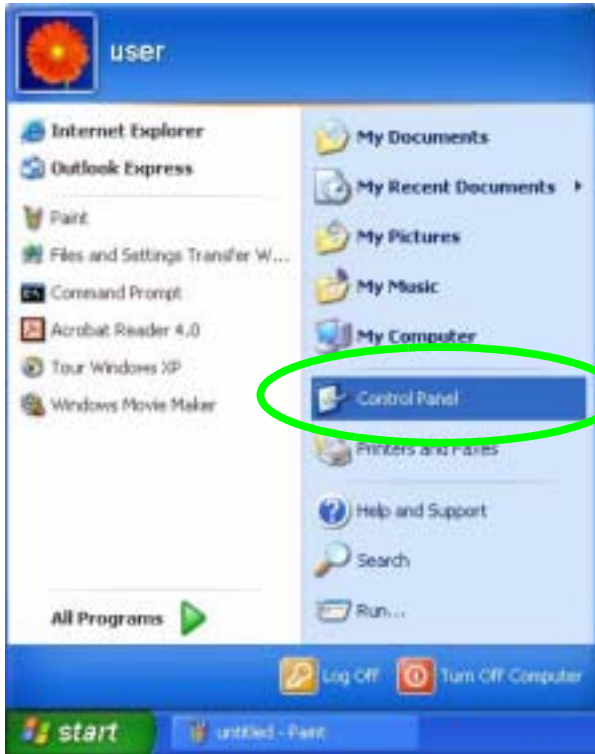 user
Internet Explorer
Outlook Express
Paint
Files and Settings Transfer W...
Command Prompt
Acrobat Reader 4.0
Tour Windows XP
Windows Movie Maker
All Programs
My Documents
My Recent Documents
My Pictures
My Music
My Computer
Control Panel
Printers and Faxes
Help and Support
Search
Run...
Log Off
Turn Off Computer
start
untitled - Paint